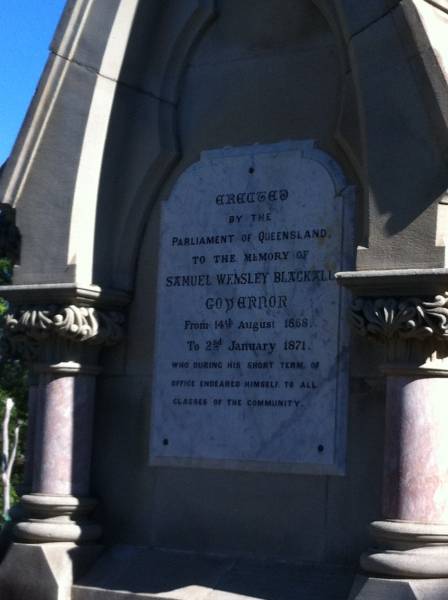 ERECTED
BY THE
PARLIAMENT OF QUEENSLAND,
TO THE MEMORY OF
SAMUEL WENSLEY BLACKALL
GOVERNOR
From 14th August 1868.
To 2nd January 1871.
WHO DURING HIS SHORT TERM, OF
OFFICE ENDEARED HIMSELF TO ALL
CLASSES OF THE COMMUNITY.